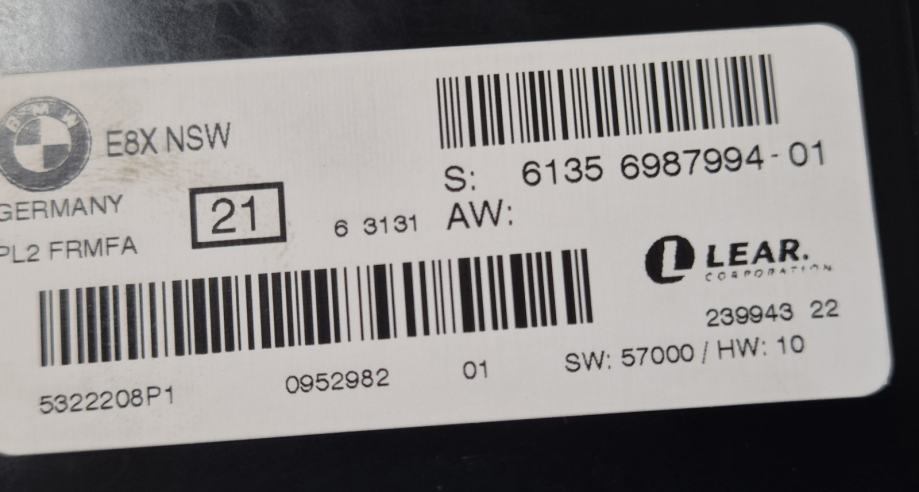 BMW
E8X NSW
S: 6135 6987994-01
GERMANY
21
6 3131
AW:
PL2 FRMFA
LEAR.
CORPORATION
239943 22
5322208P1
0952982
01
SW: 57000 / HW: 10